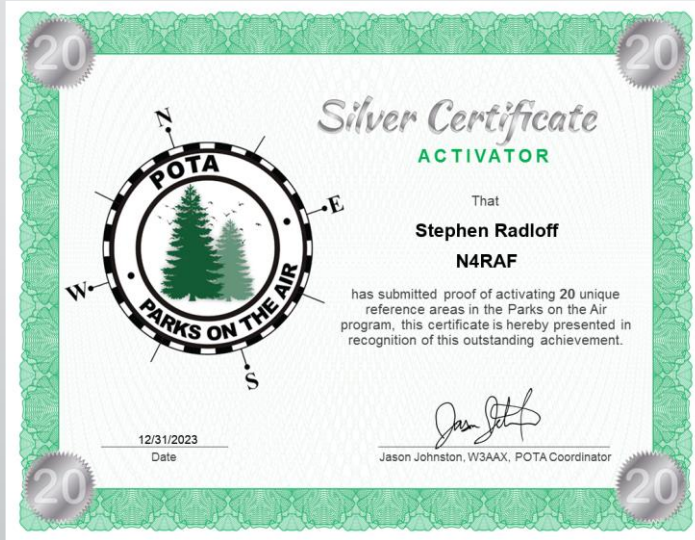 20
20
Silver Certificate
ACTIVATOR
N
E
W
S
POTA
PARKS ON THE AIR
That
Stephen Radloff
N4RAF
has submitted proof of activating 20 unique
reference areas in the Parks on the Air
program, this certificate is hereby presented in
recognition of this outstanding achievement.
12/31/2023
Date
Jason Johnston, W3AAX, POTA Coordinator
20
20